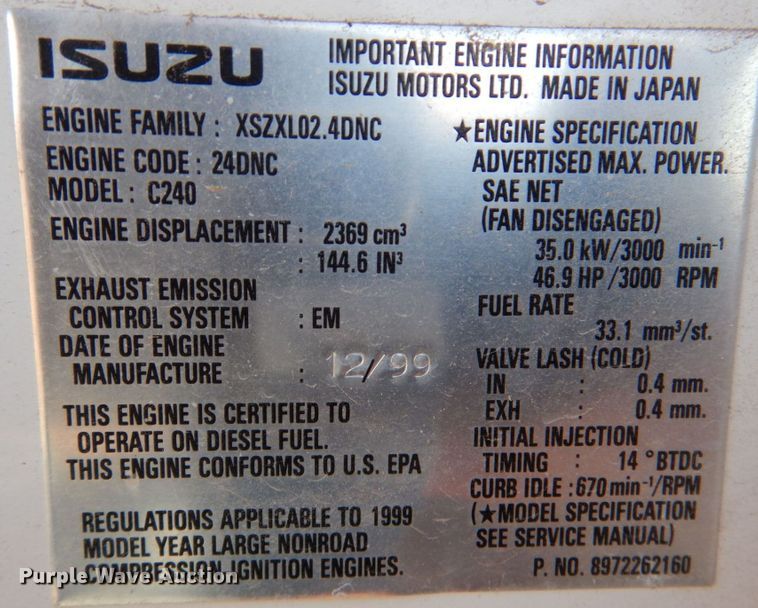 ISUZU
IMPORTANT ENGINE INFORMATION
ISUZU MOTORS LTD. MADE IN JAPAN
ENGINE FAMILY : XSZXL02.4DNC
ENGINE CODE : 24DNC
MODEL : C240
ENGINE DISPLACEMENT : 2369 cm³
: 144.6 IN³
EXHAUST EMISSION
CONTROL SYSTEM : EM
DATE OF ENGINE
MANUFACTURE : 12/99
THIS ENGINE IS CERTIFIED TO
OPERATE ON DIESEL FUEL.
THIS ENGINE CONFORMS TO U.S. EPA
REGULATIONS APPLICABLE TO 1999
MODEL YEAR LARGE NONROAD
COMPRESSION IGNITION ENGINES.
★ENGINE SPECIFICATION
ADVERTISED MAX. POWER.
SAE NET
(FAN DISENGAGED)
35.0 kW/3000 min⁻¹
46.9 HP /3000 RPM
FUEL RATE
33.1 mm³/st.
VALVE LASH (COLD)
IN : 0.4 mm.
EXH : 0.4 mm.
INITIAL INJECTION
TIMING : 14 °BTDC
CURB IDLE : 670 min⁻¹/RPM
(★MODEL SPECIFICATION
SEE SERVICE MANUAL)
P. NO. 8972262160
Purple Wave Auction